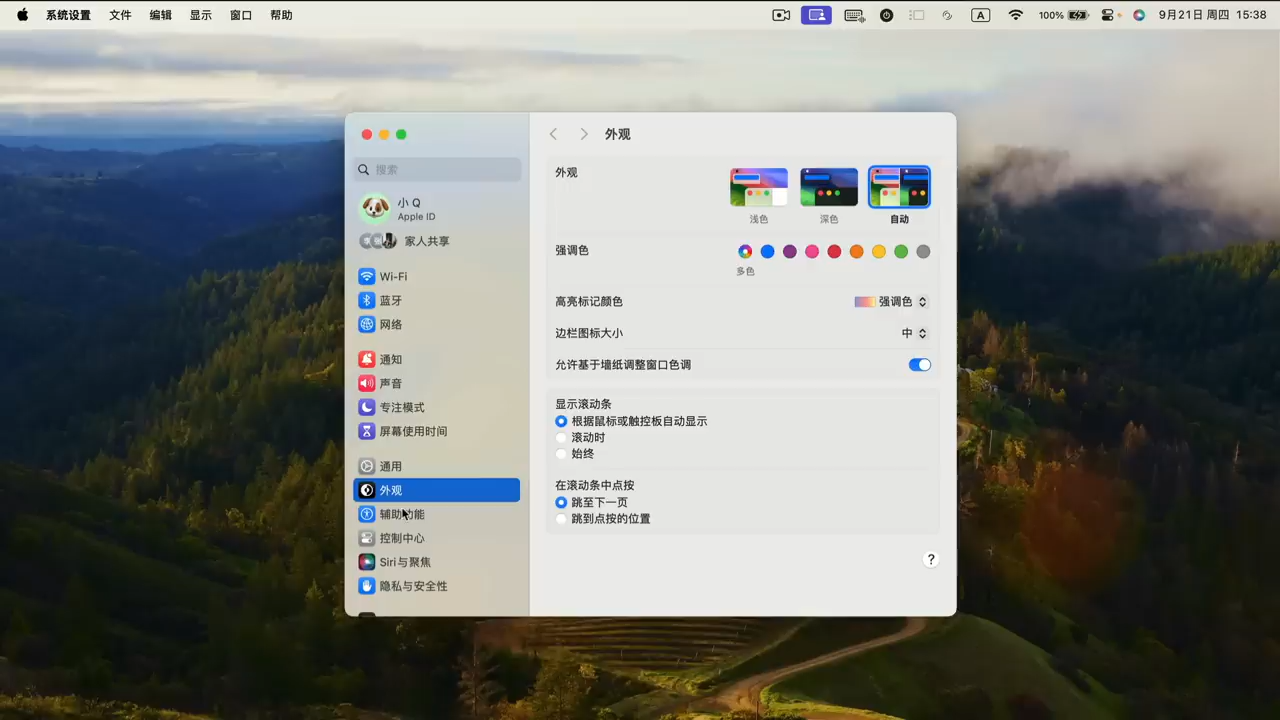 系统设置 文件 编辑 显示 窗口 帮助 A 100% 9月21日 周四 15:38
外观
搜索
小 Q
Apple ID
家人共享
Wi-Fi
蓝牙
网络
通知
声音
专注模式
屏幕使用时间
通用
外观
辅助功能
控制中心
Siri与聚焦
隐私与安全性
外观
浅色 深色 自动
强调色
多色
高亮标记颜色 强调色
边栏图标大小 中
允许基于墙纸调整窗口色调
显示滚动条
根据鼠标或触控板自动显示
滚动时
始终
在滚动条中点按
跳至下一页
跳到点按的位置
?